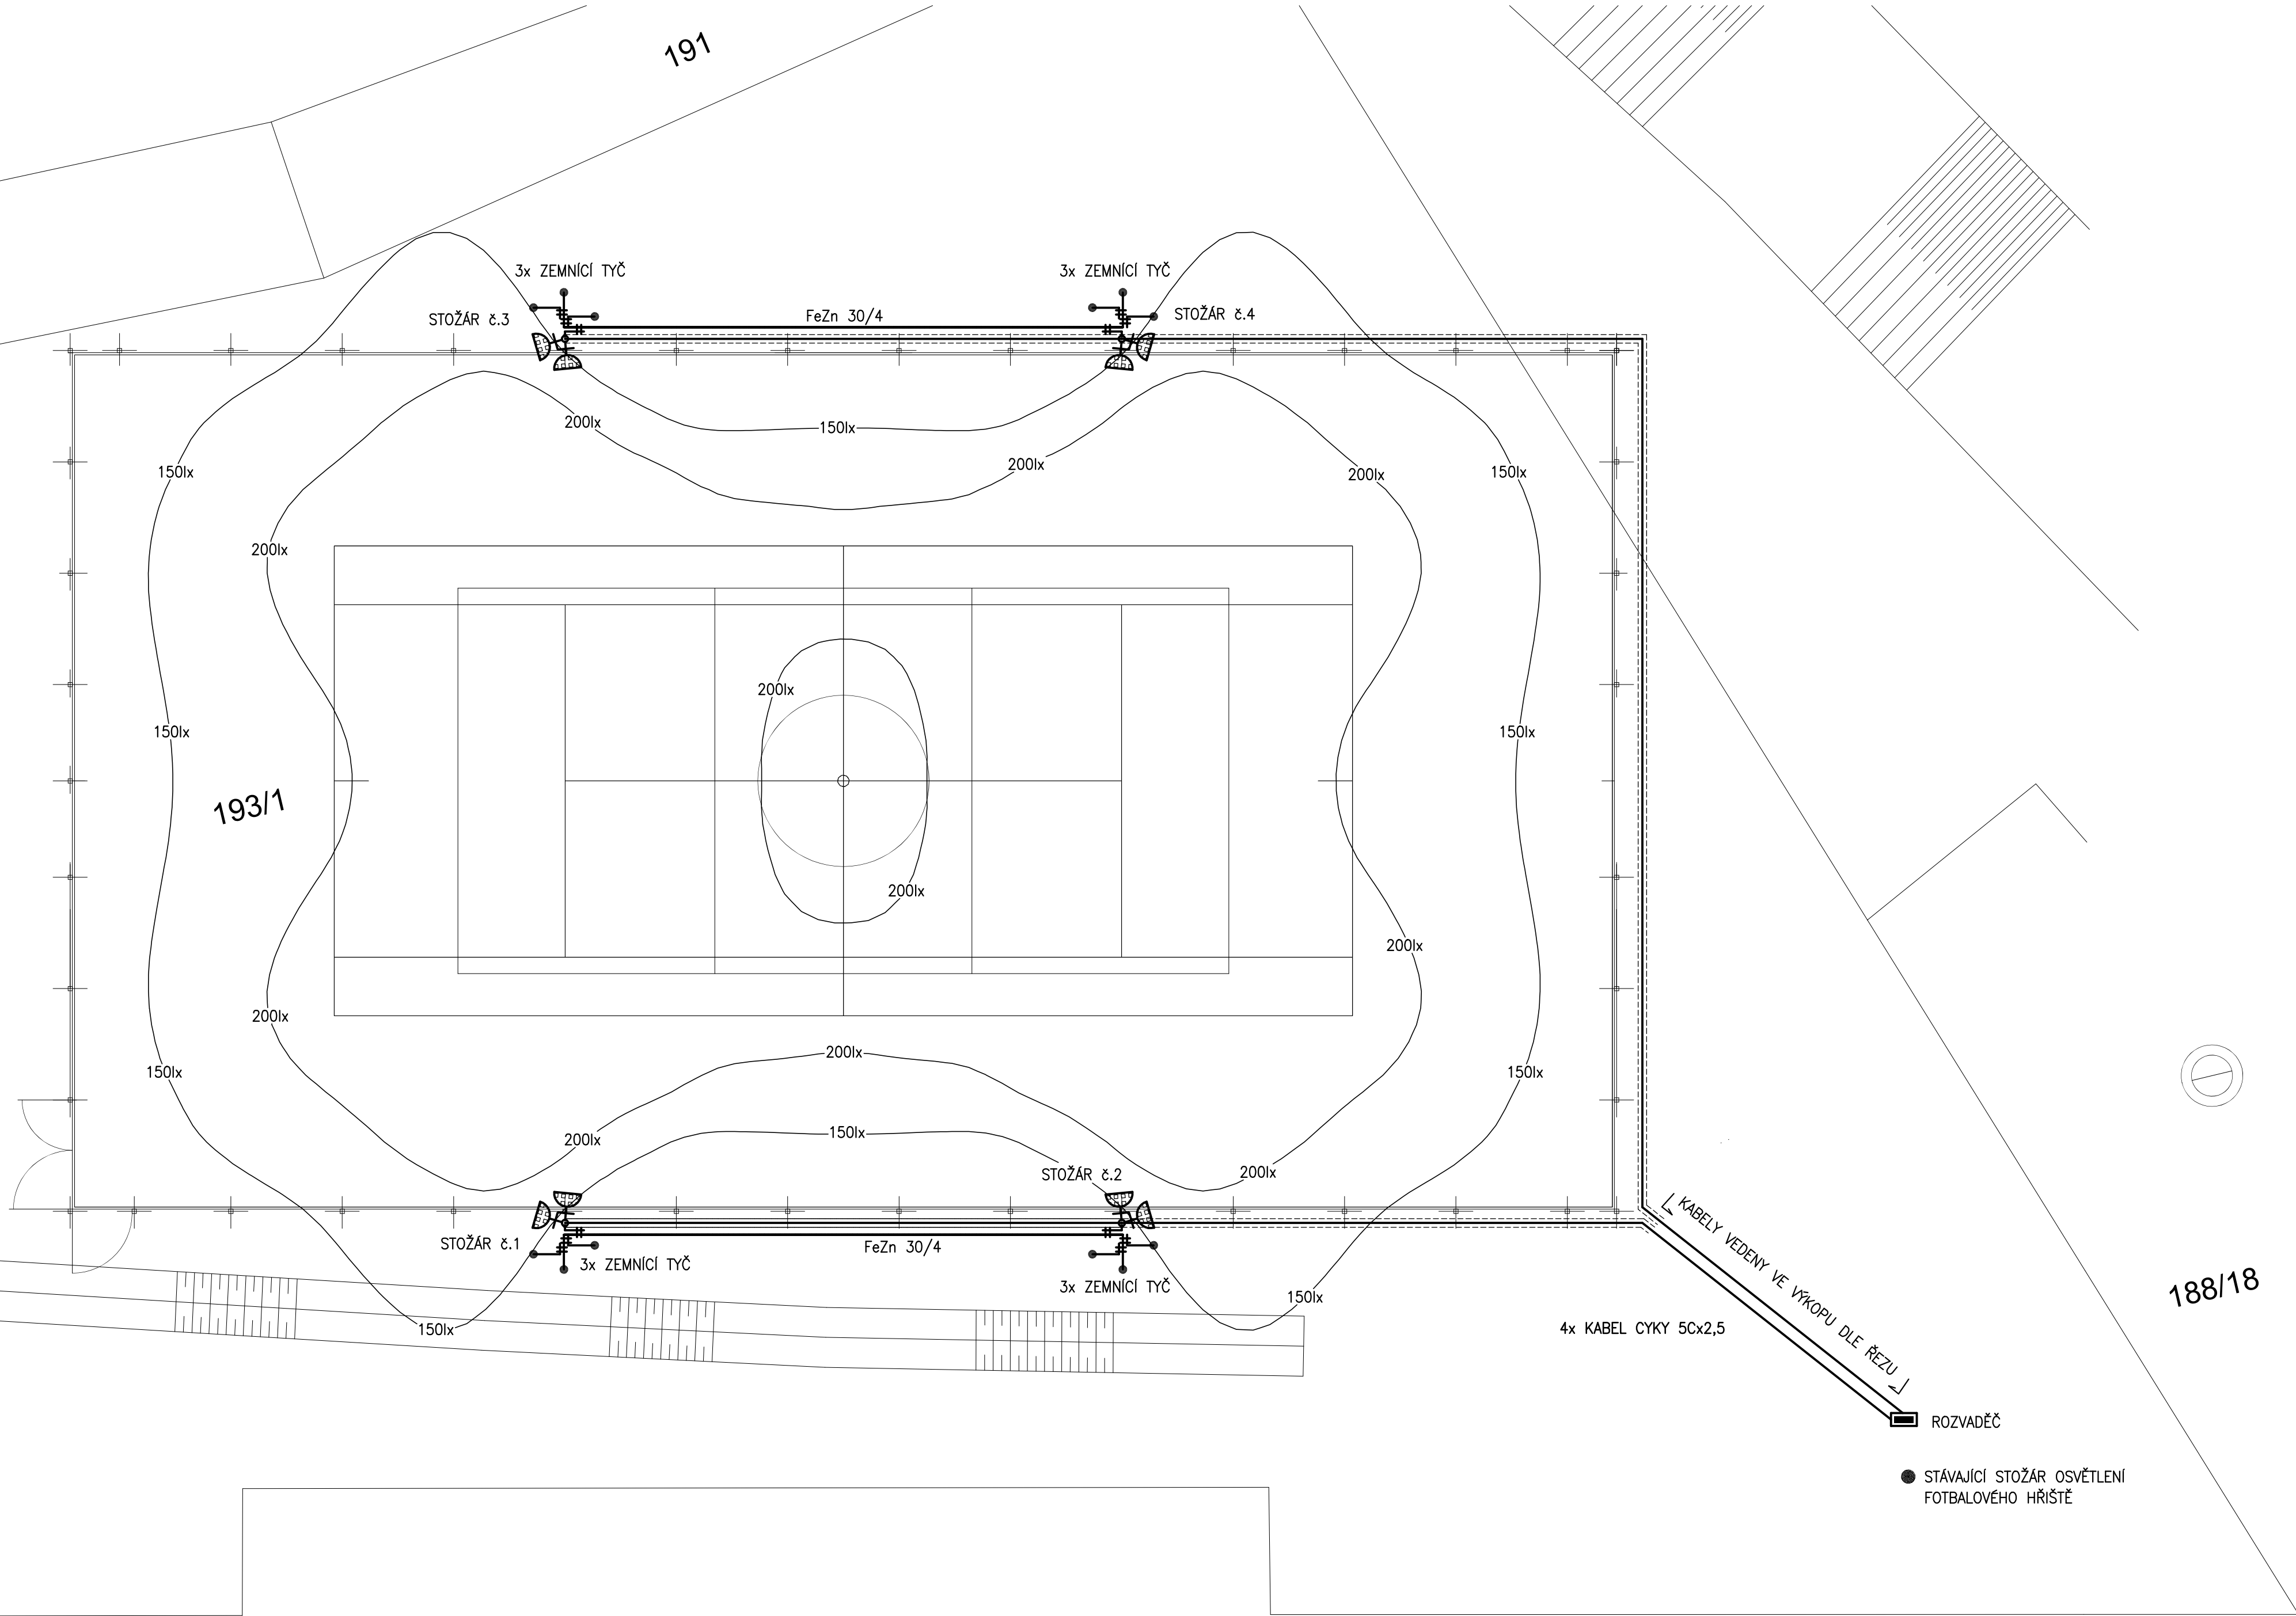 191
3x ZEMNÍCÍ TYČ
3x ZEMNÍCÍ TYČ
STOŽÁR č.3
FeZn 30/4
STOŽÁR č.4
200lx
150lx
200lx
150lx
200lx
150lx
200lx
200lx
150lx
150lx
193/1
200lx
200lx
200lx
200lx
150lx
150lx
200lx
150lx
200lx
200lx
STOŽÁR č.2
STOŽÁR č.1
FeZn 30/4
3x ZEMNÍCÍ TYČ
3x ZEMNÍCÍ TYČ
150lx
150lx
KABELY VEDENY VE VÝKOPU DLE ŘEZU
188/18
4x KABEL CYKY 5Cx2,5
ROZVADĚČ
STÁVAJÍCÍ STOŽÁR OSVĚTLENÍ
FOTBALOVÉHO HŘIŠTĚ